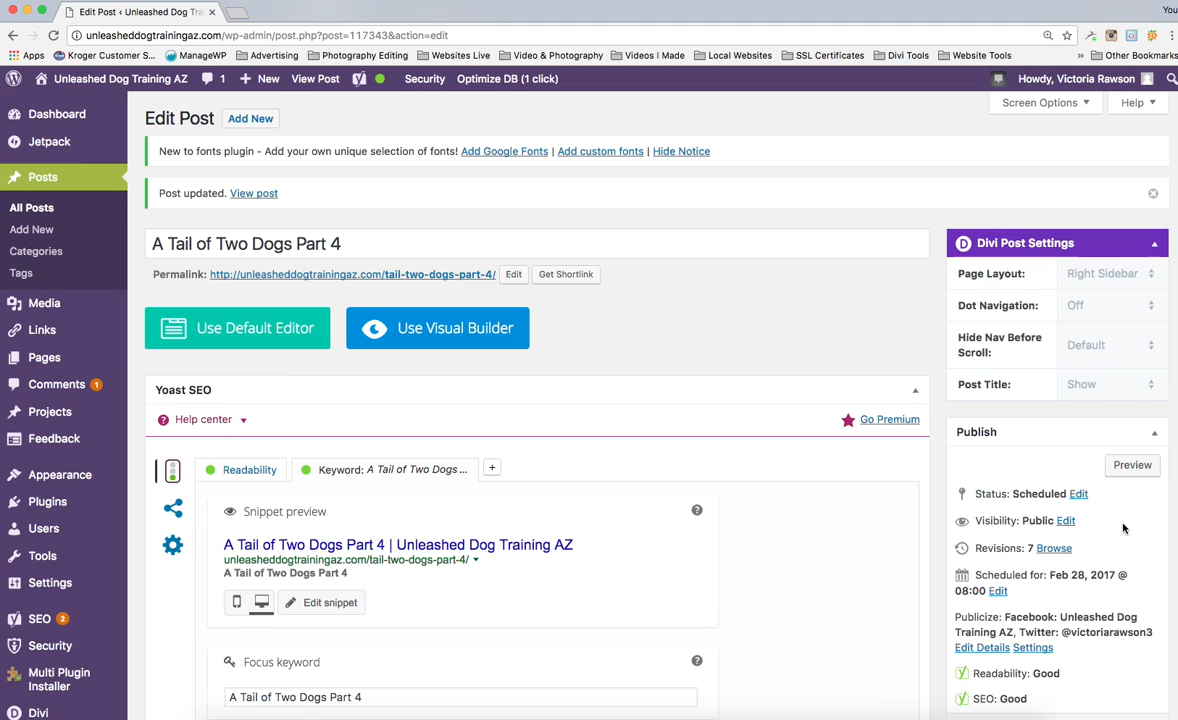 Edit Post ‹ Unleashed Dog Tra
You
unleasheddogtrainingaz.com/wp-admin/post.php?post=117343&action=edit
Apps Kroger Customer S... ManageWP Advertising Photography Editing Websites Live Video & Photography Videos I Made Local Websites SSL Certificates Divi Tools Website Tools » Other Bookmarks
Unleashed Dog Training AZ 1 + New View Post Security Optimize DB (1 click) Howdy, Victoria Rawson
Screen Options Help
Dashboard
Jetpack
Posts
All Posts
Add New
Categories
Tags
Media
Links
Pages
Comments 1
Projects
Feedback
Appearance
Plugins
Users
Tools
Settings
SEO 2
Security
Multi Plugin
Installer
Divi
Edit Post Add New
New to fonts plugin - Add your own unique selection of fonts! Add Google Fonts | Add custom fonts | Hide Notice
Post updated. View post
A Tail of Two Dogs Part 4
Permalink: http://unleasheddogtrainingaz.com/tail-two-dogs-part-4/ Edit Get Shortlink
Use Default Editor Use Visual Builder
Yoast SEO
Help center Go Premium
Readability Keyword: A Tail of Two Dogs ... +
Snippet preview
A Tail of Two Dogs Part 4 | Unleashed Dog Training AZ
unleasheddogtrainingaz.com/tail-two-dogs-part-4/
A Tail of Two Dogs Part 4
Edit snippet
Focus keyword
A Tail of Two Dogs Part 4
Divi Post Settings
Page Layout: Right Sidebar
Dot Navigation: Off
Hide Nav Before
Scroll: Default
Post Title: Show
Publish
Preview
Status: Scheduled Edit
Visibility: Public Edit
Revisions: 7 Browse
Scheduled for: Feb 28, 2017 @
08:00 Edit
Publicize: Facebook: Unleashed Dog
Training AZ, Twitter: @victoriarawson3
Edit Details Settings
Readability: Good
SEO: Good